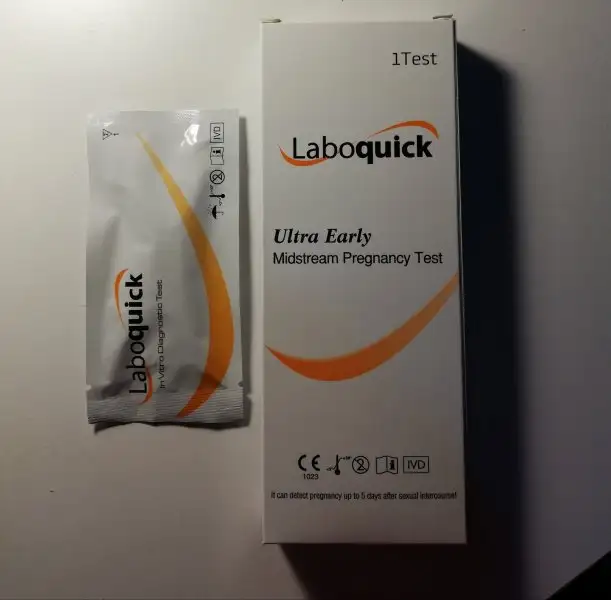 1Test
Laboquick
Ultra Early
Midstream Pregnancy Test
CE
1023
IVD
It can detect pregnancy up to 5 days after sexual intercourse!
IVD
Laboquick
In Vitro Diagnostic Test